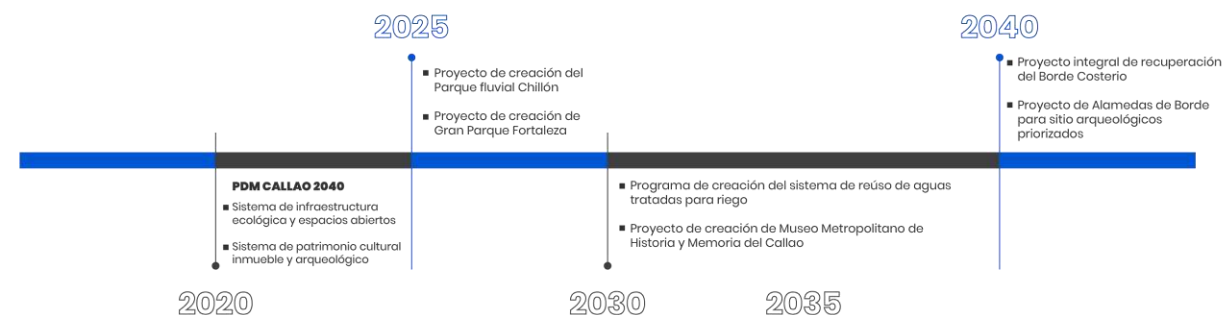 2025
2040
■ Proyecto de creación del
Parque fluvial Chillón
■ Proyecto de creación de
Gran Parque Fortaleza
■ Proyecto integral de recuperación
del Borde Costerio
■ Proyecto de Alamedas de Borde
para sitio arqueológicos
priorizados
PDM CALLAO 2040
■ Sistema de infraestructura
ecológica y espacios abiertos
■ Sistema de patrimonio cultural
inmueble y arqueológico
■ Programa de creación del sistema de reúso de aguas
tratadas para riego
■ Proyecto de creación de Museo Metropolitano de
Historia y Memoria del Callao
2020
2030
2035